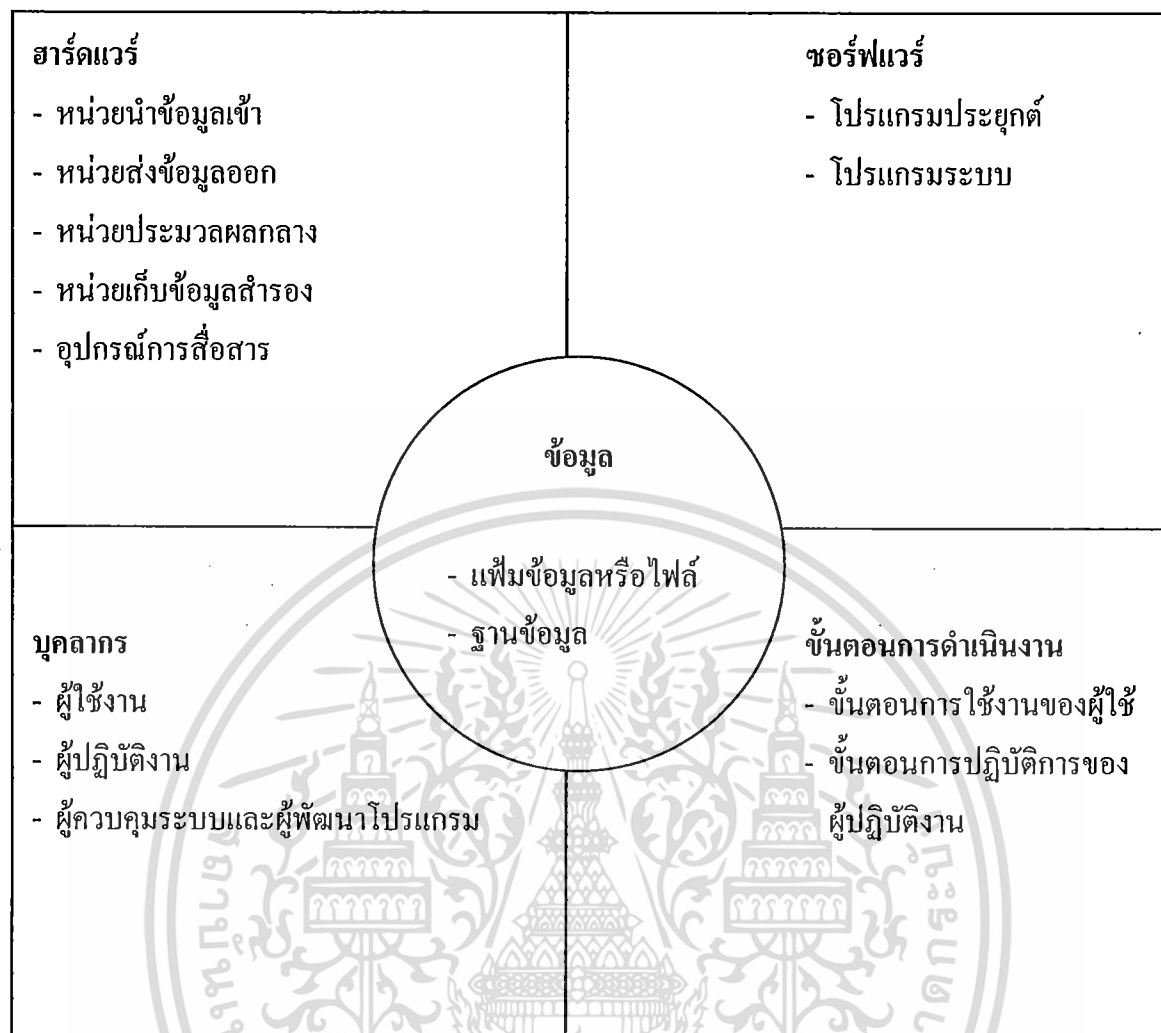 ฮาร์ดแวร์
- หน่วยนำข้อมูลเข้า
- หน่วยส่งข้อมูลออก
- หน่วยประมวลผลกลาง
- หน่วยเก็บข้อมูลสำรอง
- อุปกรณ์การสื่อสาร
ซอร์ฟแวร์
- โปรแกรมประยุกต์
- โปรแกรมระบบ
ข้อมูล
- แฟ้มข้อมูลหรือไฟล์
- ฐานข้อมูล
บุคลากร
- ผู้ใช้งาน
- ผู้ปฏิบัติงาน
- ผู้ควบคุมระบบและผู้พัฒนาโปรแกรม
ขั้นตอนการดำเนินงาน
- ขั้นตอนการใช้งานของผู้ใช้
- ขั้นตอนการปฏิบัติการของ
ผู้ปฏิบัติงาน